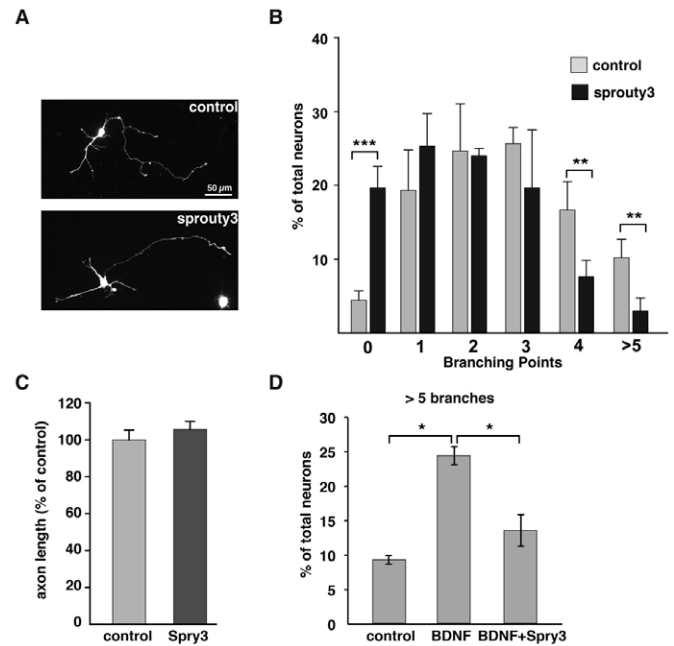 A
control
50 µm
sprouty3
B
% of total neurons
40
30
20
10
control
sprouty3
***
**
**
0 1 2 3 4 >5
Branching Points
C
axon length (% of control)
120
100
80
60
40
20
0
control Spry3
D
> 5 branches
% of total neurons
30
25
20
15
10
5
0
* *
control BDNF BDNF+Spry3